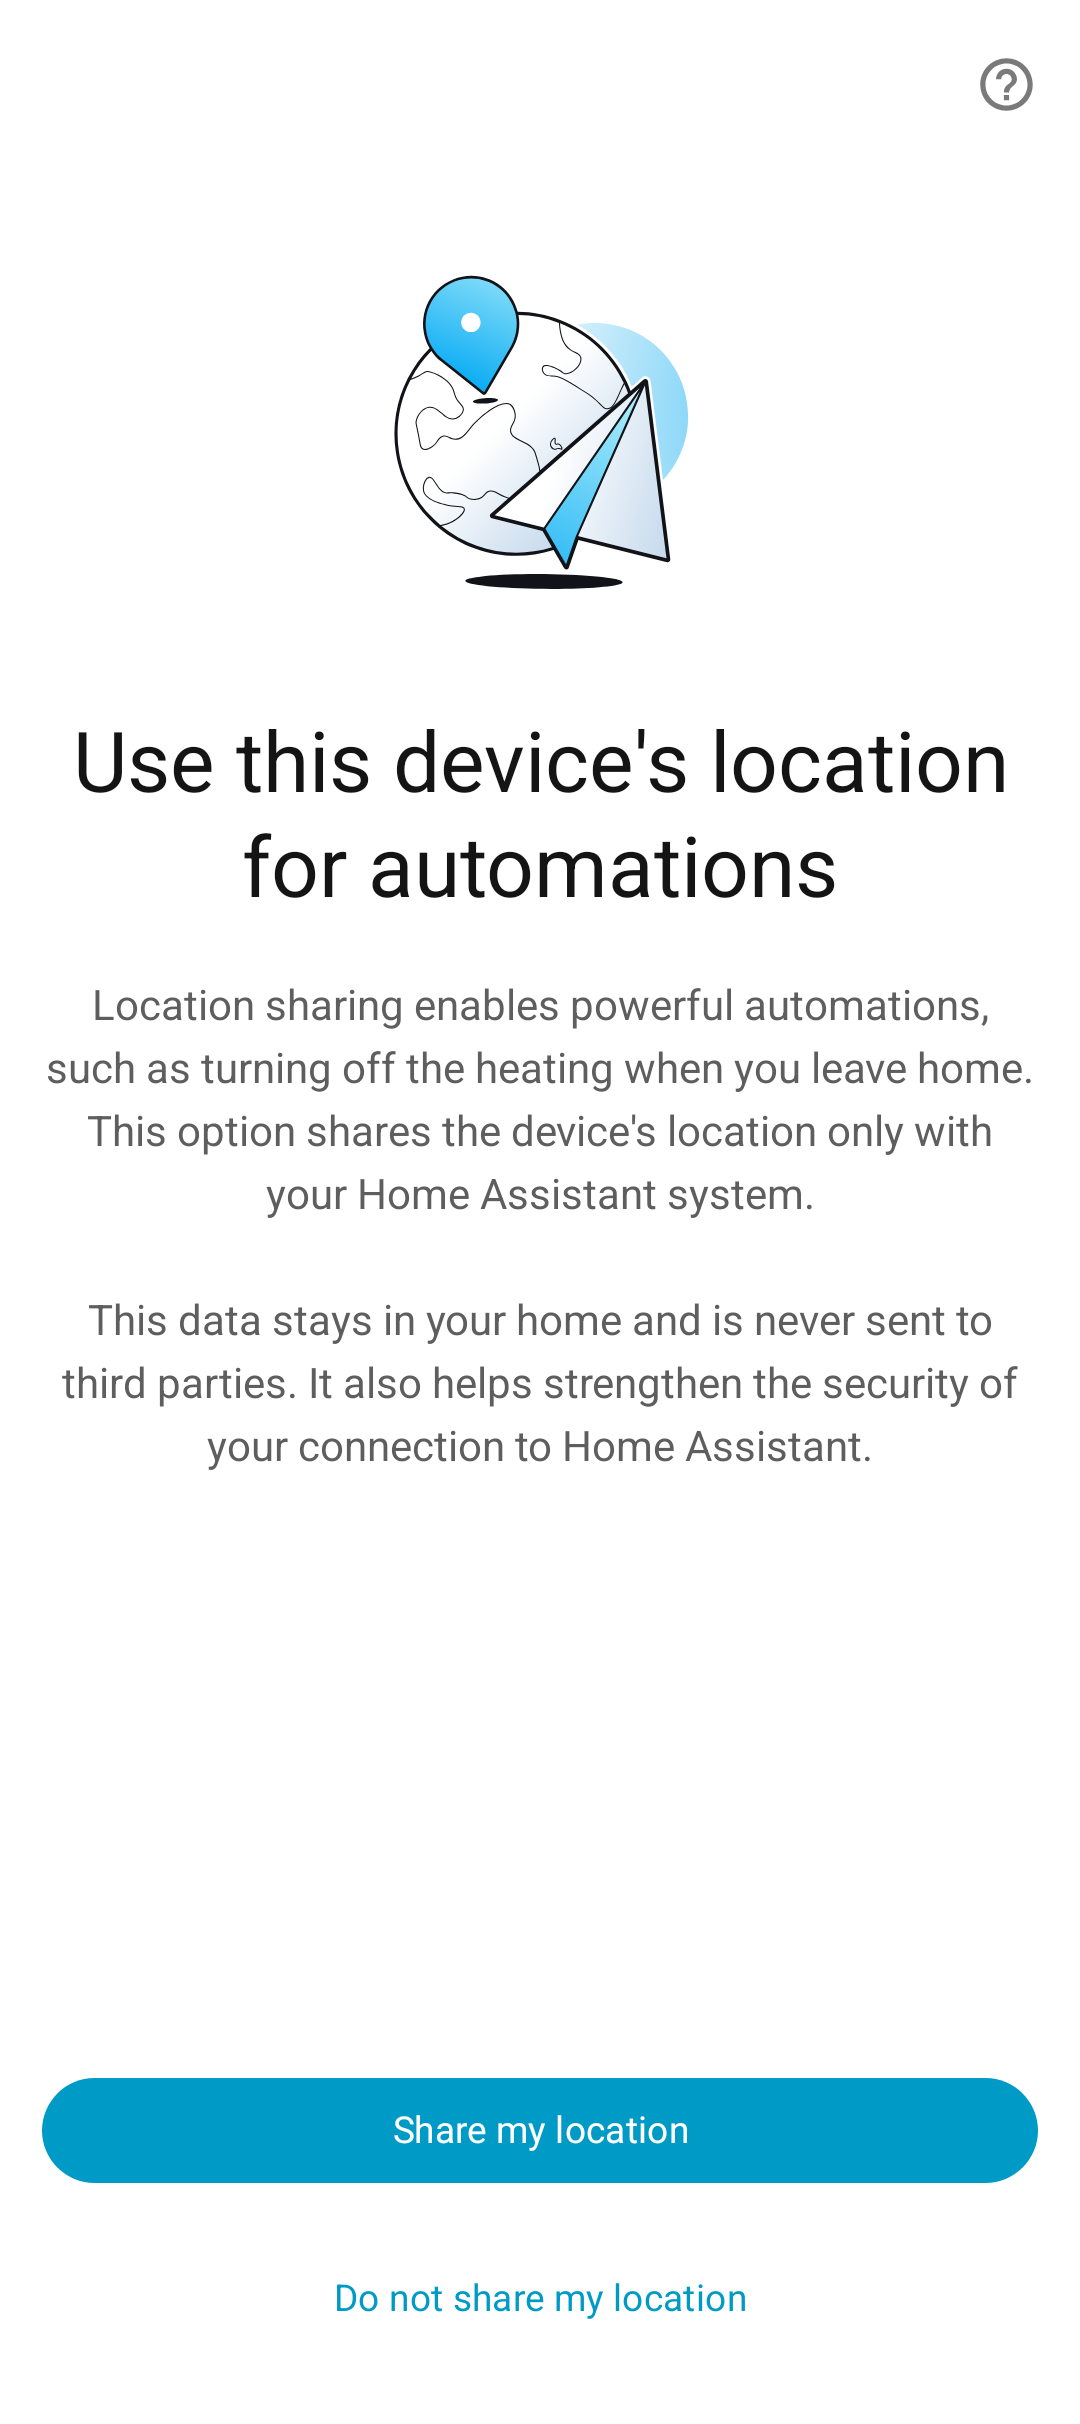 Use this device's location
for automations
Location sharing enables powerful automations,
such as turning off the heating when you leave home.
This option shares the device's location only with
your Home Assistant system.
This data stays in your home and is never sent to
third parties. It also helps strengthen the security of
your connection to Home Assistant.
Share my location
Do not share my location